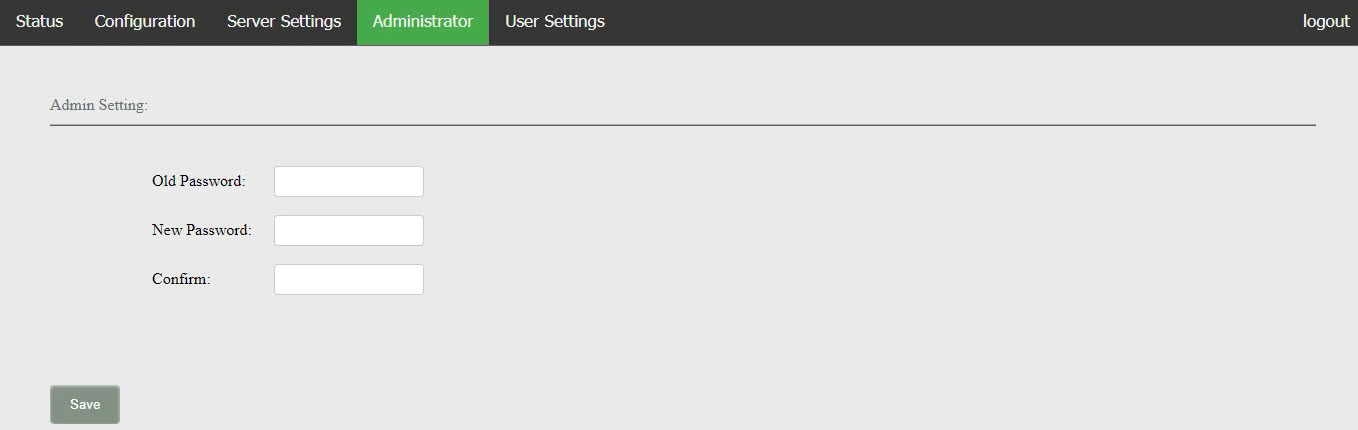 Status Configuration Server Settings Administrator User Settings logout
Admin Setting:
Old Password:
New Password:
Confirm:
Save